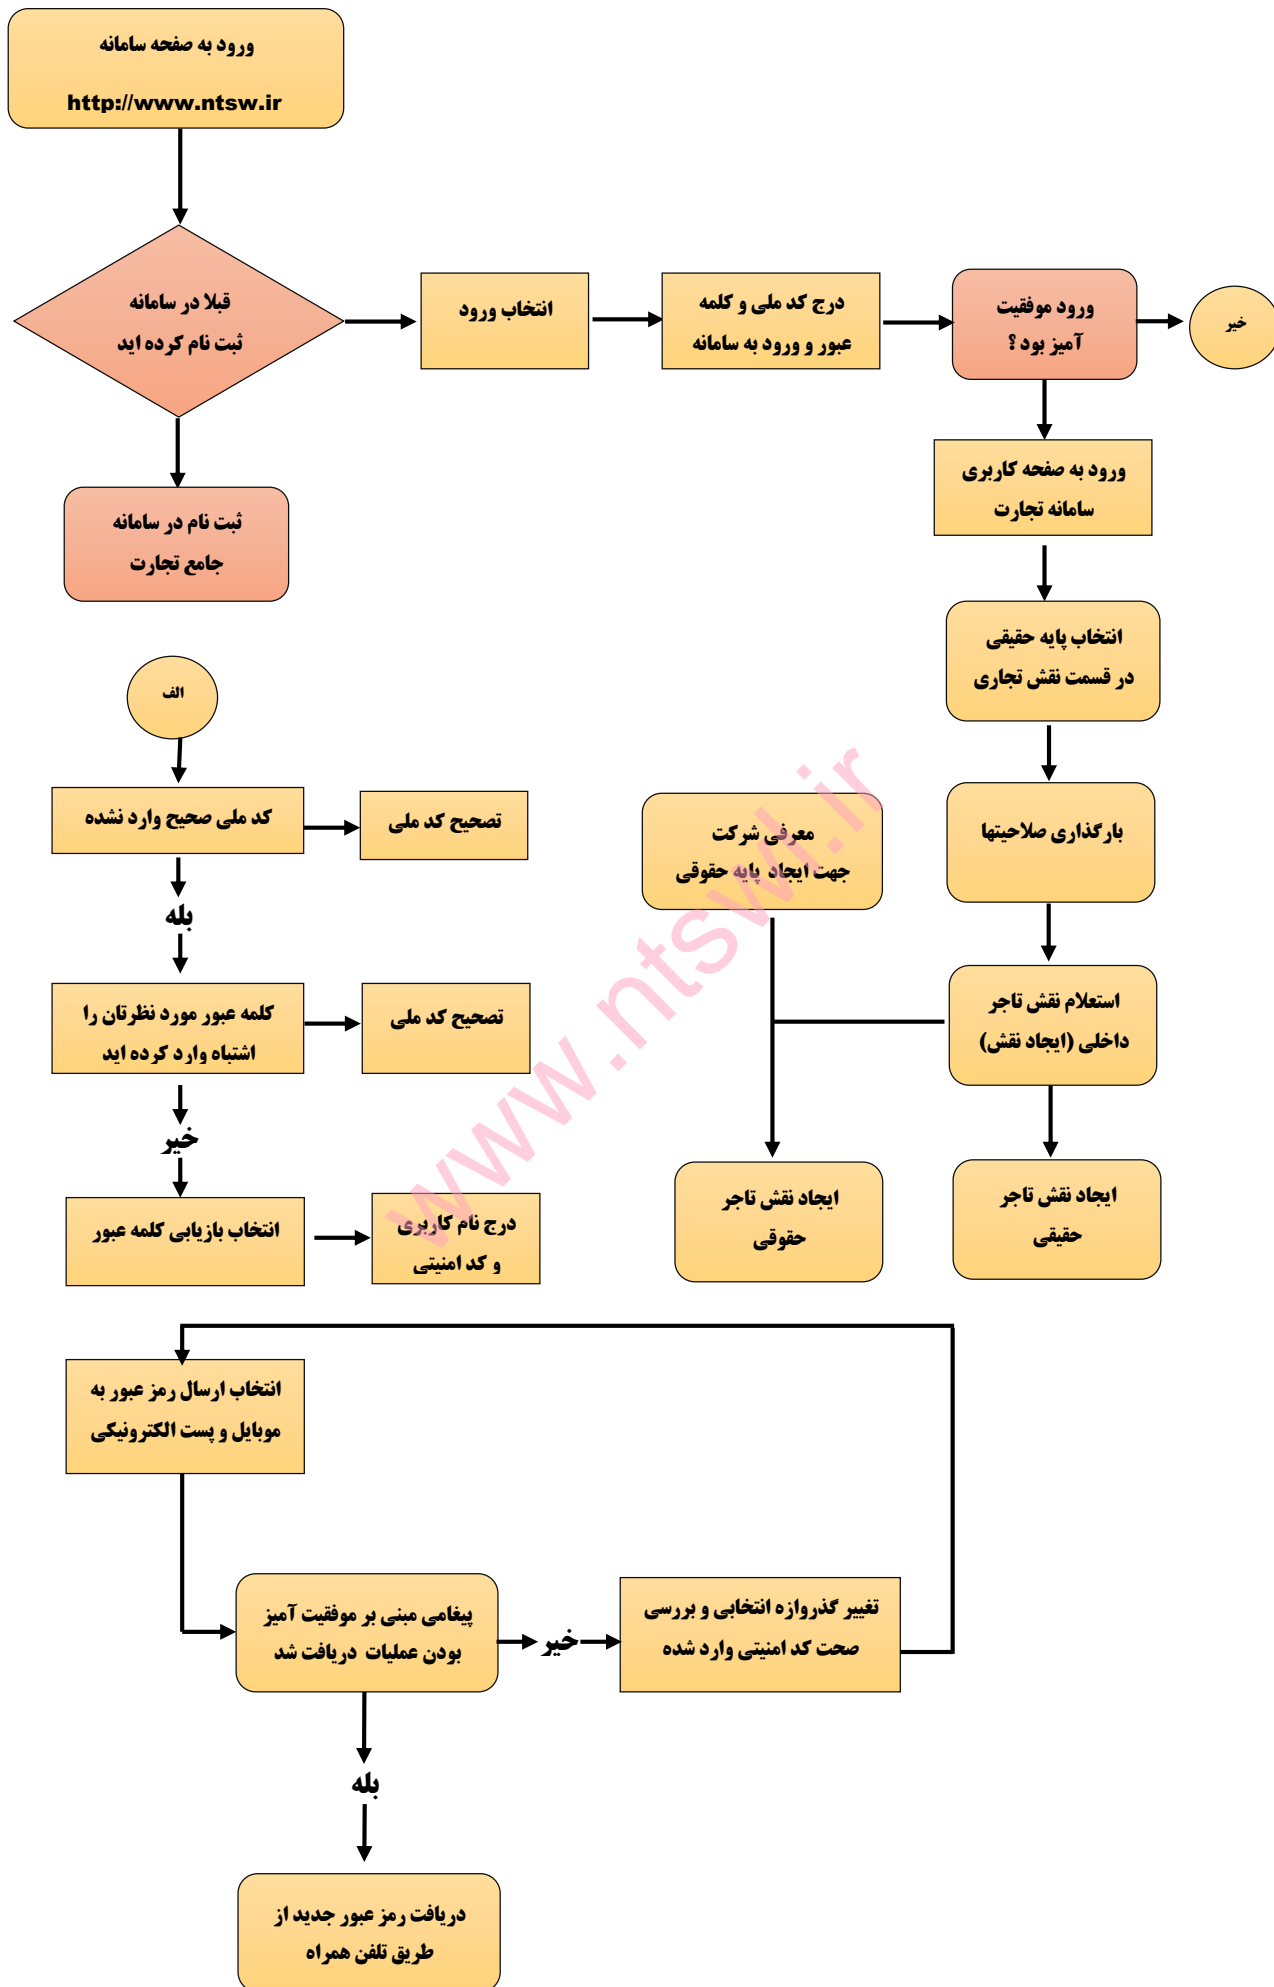 ورود به صفحه سامانه
http://www.ntsw.ir
قبلا در سامانه
ثبت نام کرده اید
انتخاب ورود
درج کد ملی و کلمه
عبور و ورود به سامانه
ورود موفقیت
آمیز بود ؟
خیر
ورود به صفحه کاربری
سامانه تجارت
ثبت نام در سامانه
جامع تجارت
انتخاب پایه حقیقی
در قسمت نقش تجاری
بارگذاری صلاحیتها
معرفی شرکت
جهت ایجاد پایه حقوقی
استعلام نقش تاجر
داخلی (ایجاد نقش)
ایجاد نقش تاجر
حقیقی
ایجاد نقش تاجر
حقوقی
الف
کد ملی صحیح وارد نشده
تصحیح کد ملی
بله
کلمه عبور مورد نظرتان را
اشتباه وارد کرده اید
تصحیح کد ملی
خیر
انتخاب بازیابی کلمه عبور
درج نام کاربری
و کد امنیتی
انتخاب ارسال رمز عبور به
موبایل و پست الکترونیکی
پیغامی مبنی بر موفقیت آمیز
بودن عملیات دریافت شد
خیر
تغییر گذروازه انتخابی و بررسی
صحت کد امنیتی وارد شده
بله
دریافت رمز عبور جدید از
طریق تلفن همراه
www.ntswl.ir